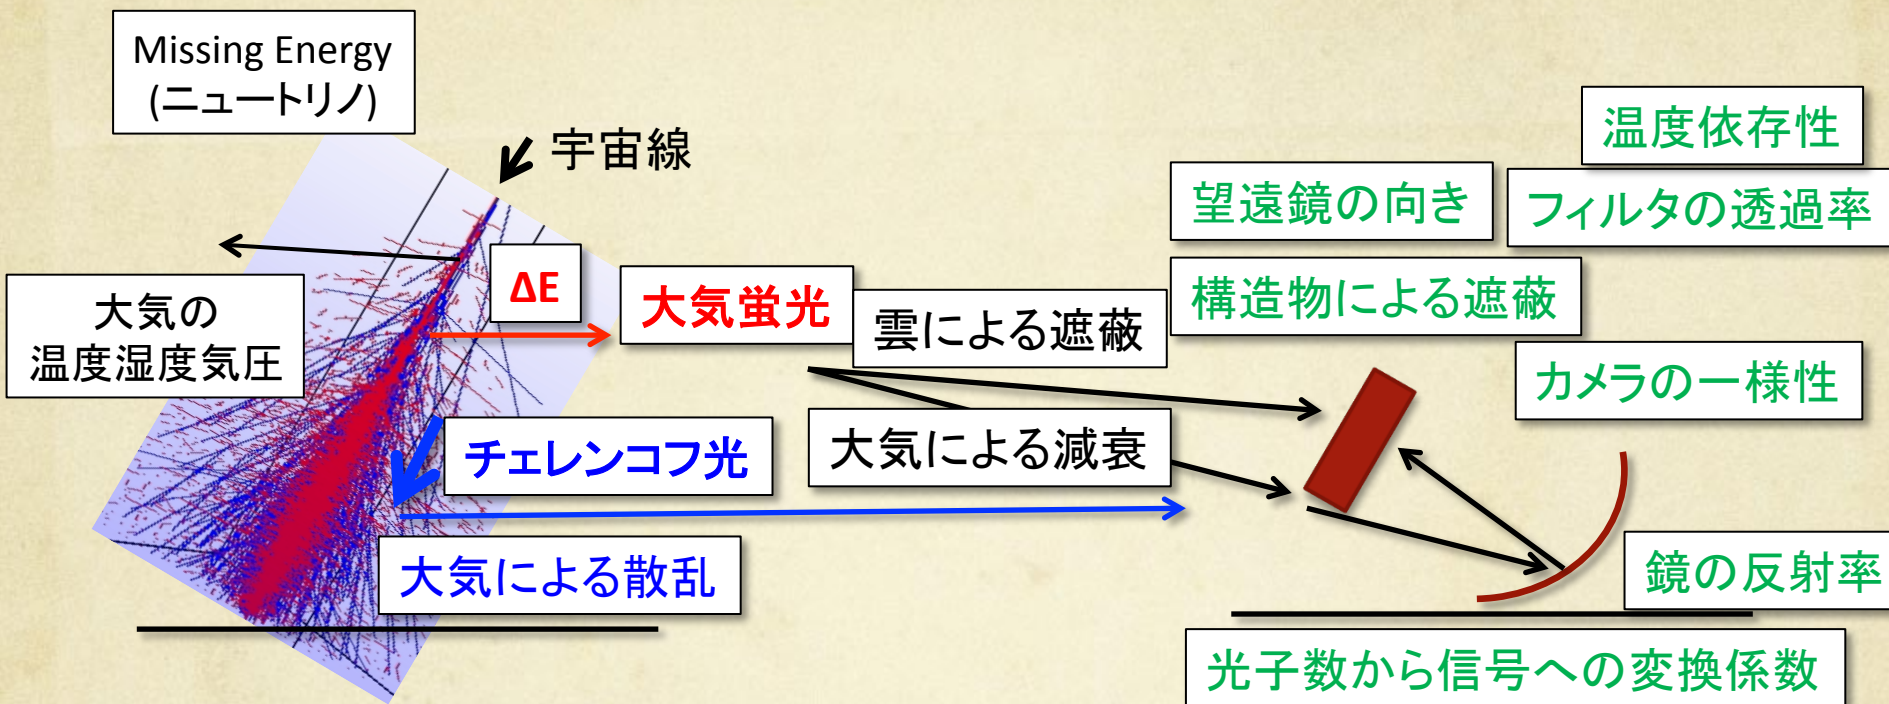 Missing Energy
(ニュートリノ)
宇宙線
温度依存性
望遠鏡の向き
フィルタの透過率
ΔE
大気蛍光
構造物による遮蔽
大気の
温度湿度気圧
雲による遮蔽
カメラの一様性
チェレンコフ光
大気による減衰
大気による散乱
鏡の反射率
光子数から信号への変換係数